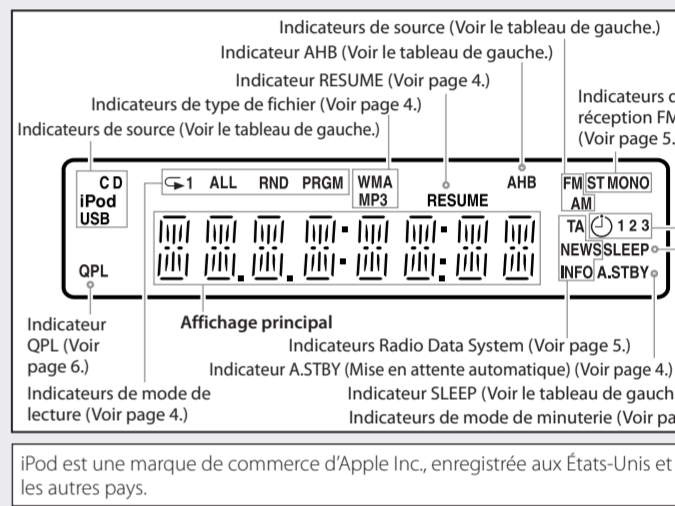 Indicateurs de source (Voir le tableau de gauche.)
Indicateur AHB (Voir le tableau de gauche.)
Indicateur RESUME (Voir page 4.)
Indicateurs de type de fichier (Voir page 4.)
Indicateurs de source (Voir le tableau de gauche.)
Indicateurs d
réception FM
(Voir page 5.
CD
iPod
USB
1 ALL RND PRGM
WMA
MP3
RESUME
AHB
FM ST MONO
AM
TA 1 2 3
NEWS SLEEP
INFO A.STBY
QPL
Indicateur
QPL (Voir
page 6.)
Affichage principal
Indicateurs Radio Data System (Voir page 5.)
Indicateur A.STBY (Mise en attente automatique) (Voir page 4.)
Indicateurs de mode de
lecture (Voir page 4.)
Indicateur SLEEP (Voir le tableau de gauch
Indicateurs de mode de minuterie (Voir pa
iPod est une marque de commerce d'Apple Inc., enregistrée aux États-Unis et
les autres pays.